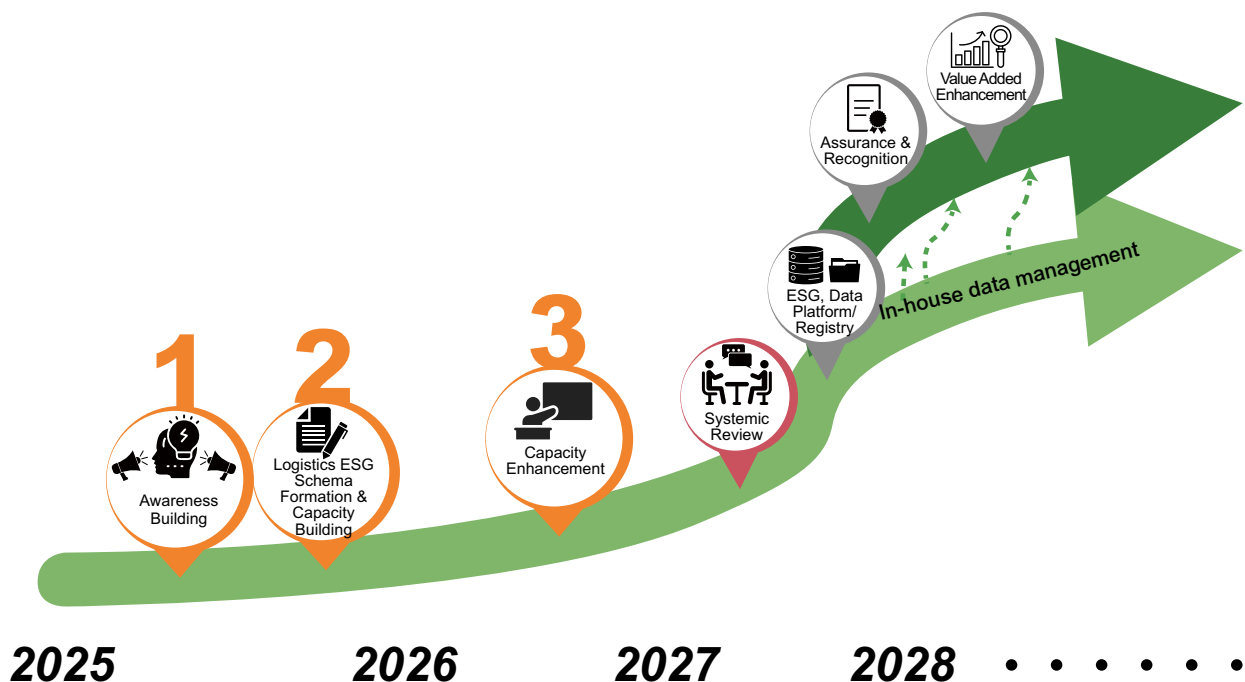 1
Awareness
Building
2
Logistics ESG
Schema
Formation &
Capacity
Building
3
Capacity
Enhancement
Systemic
Review
ESG, Data
Platform/
Registry
Assurance &
Recognition
Value Added
Enhancement
In-house data management
2025
2026
2027
2028 • • • • • •